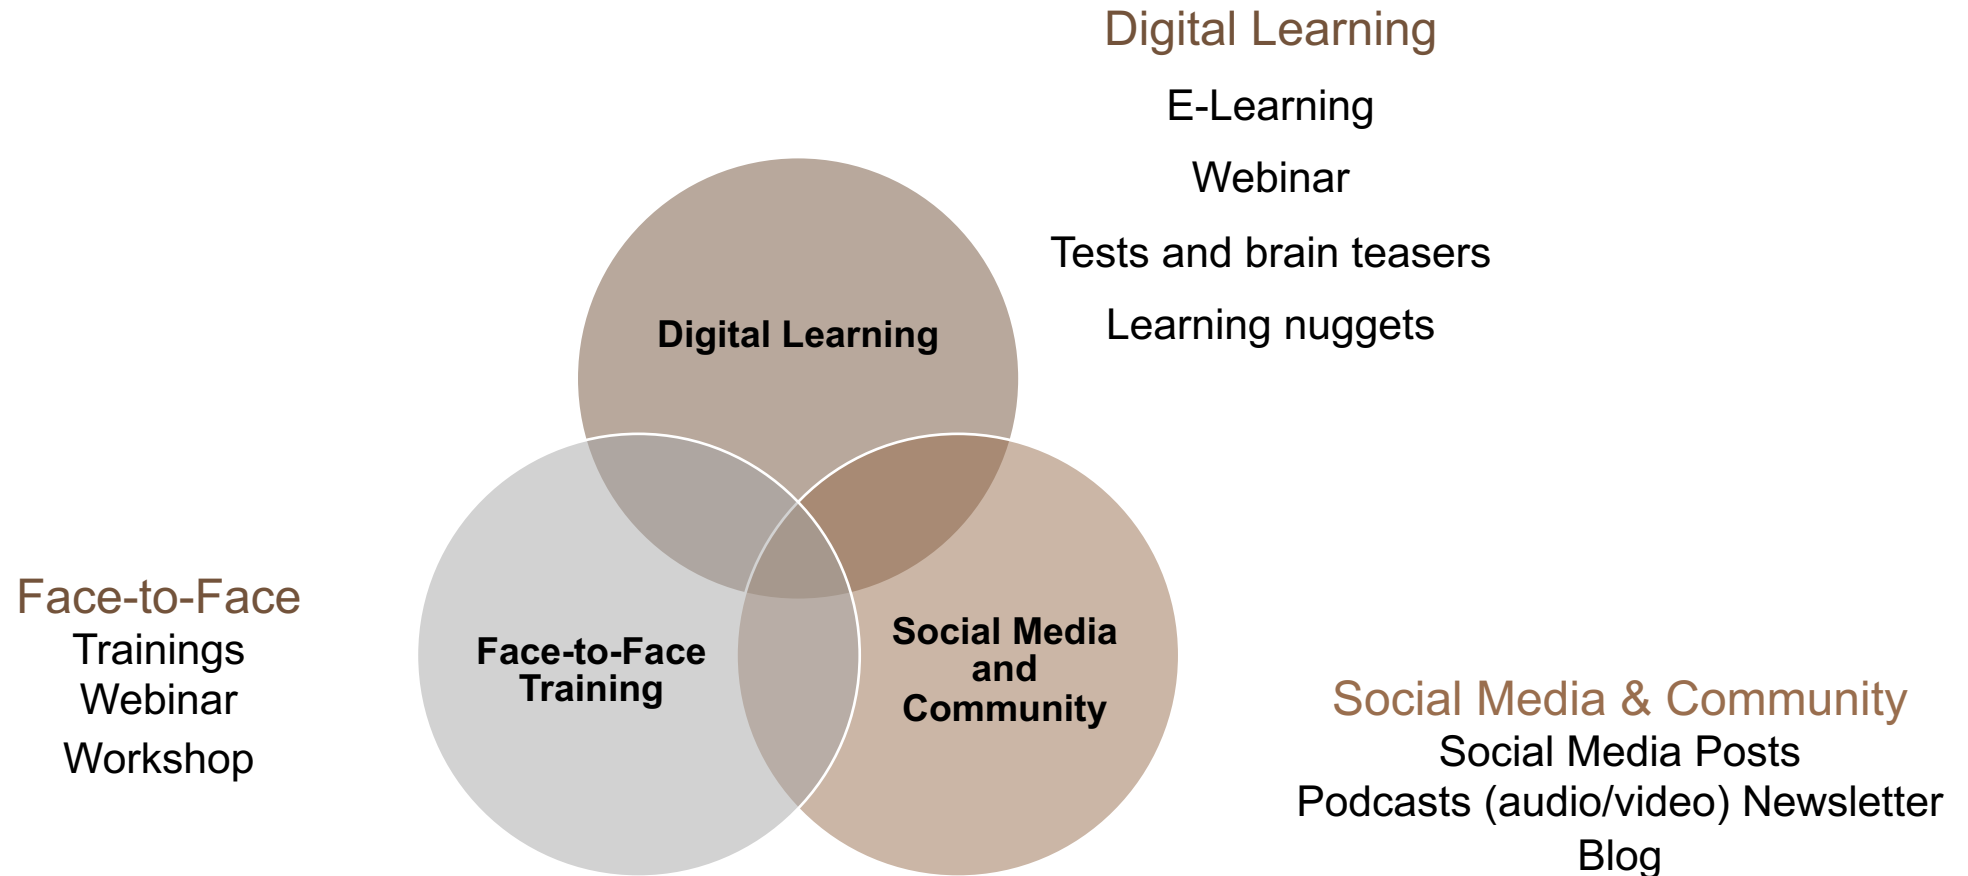 Digital Learning
E-Learning
Webinar
Tests and brain teasers
Learning nuggets
Digital Learning
Face-to-Face
Trainings
Webinar
Workshop
Face-to-Face
Training
Social Media
and
Community
Social Media & Community
Social Media Posts
Podcasts (audio/video) Newsletter
Blog